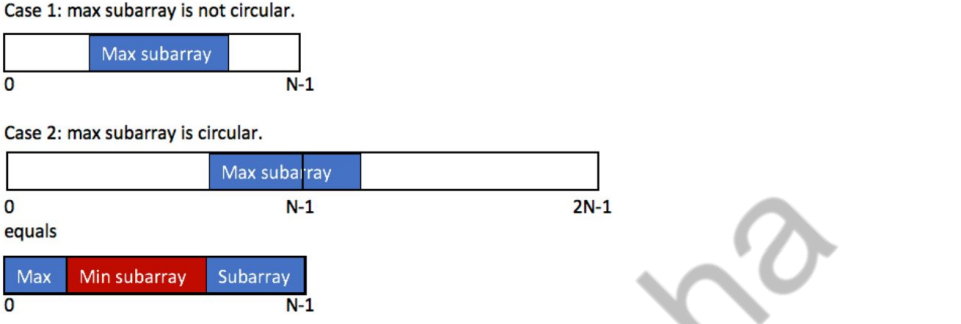 Case 1: max subarray is not circular.
Max subarray
0 N-1
Case 2: max subarray is circular.
Max subarray
0 N-1 2N-1
equals
Max Min subarray Subarray
0 N-1
ha